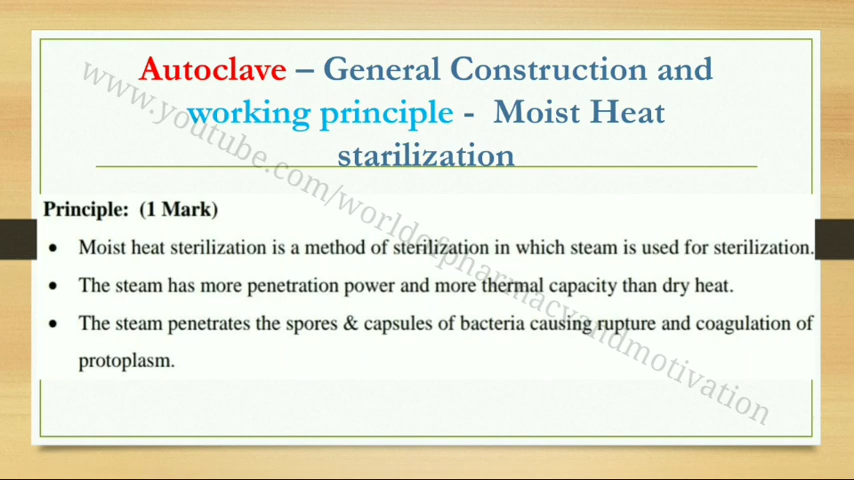 Autoclave – General Construction and
working principle - Moist Heat
starilization
Principle: (1 Mark)
• Moist heat sterilization is a method of sterilization in which steam is used for sterilization.
• The steam has more penetration power and more thermal capacity than dry heat.
• The steam penetrates the spores & capsules of bacteria causing rupture and coagulation of
protoplasm.
www.youtube.com/worldofpharmacyandmotivation